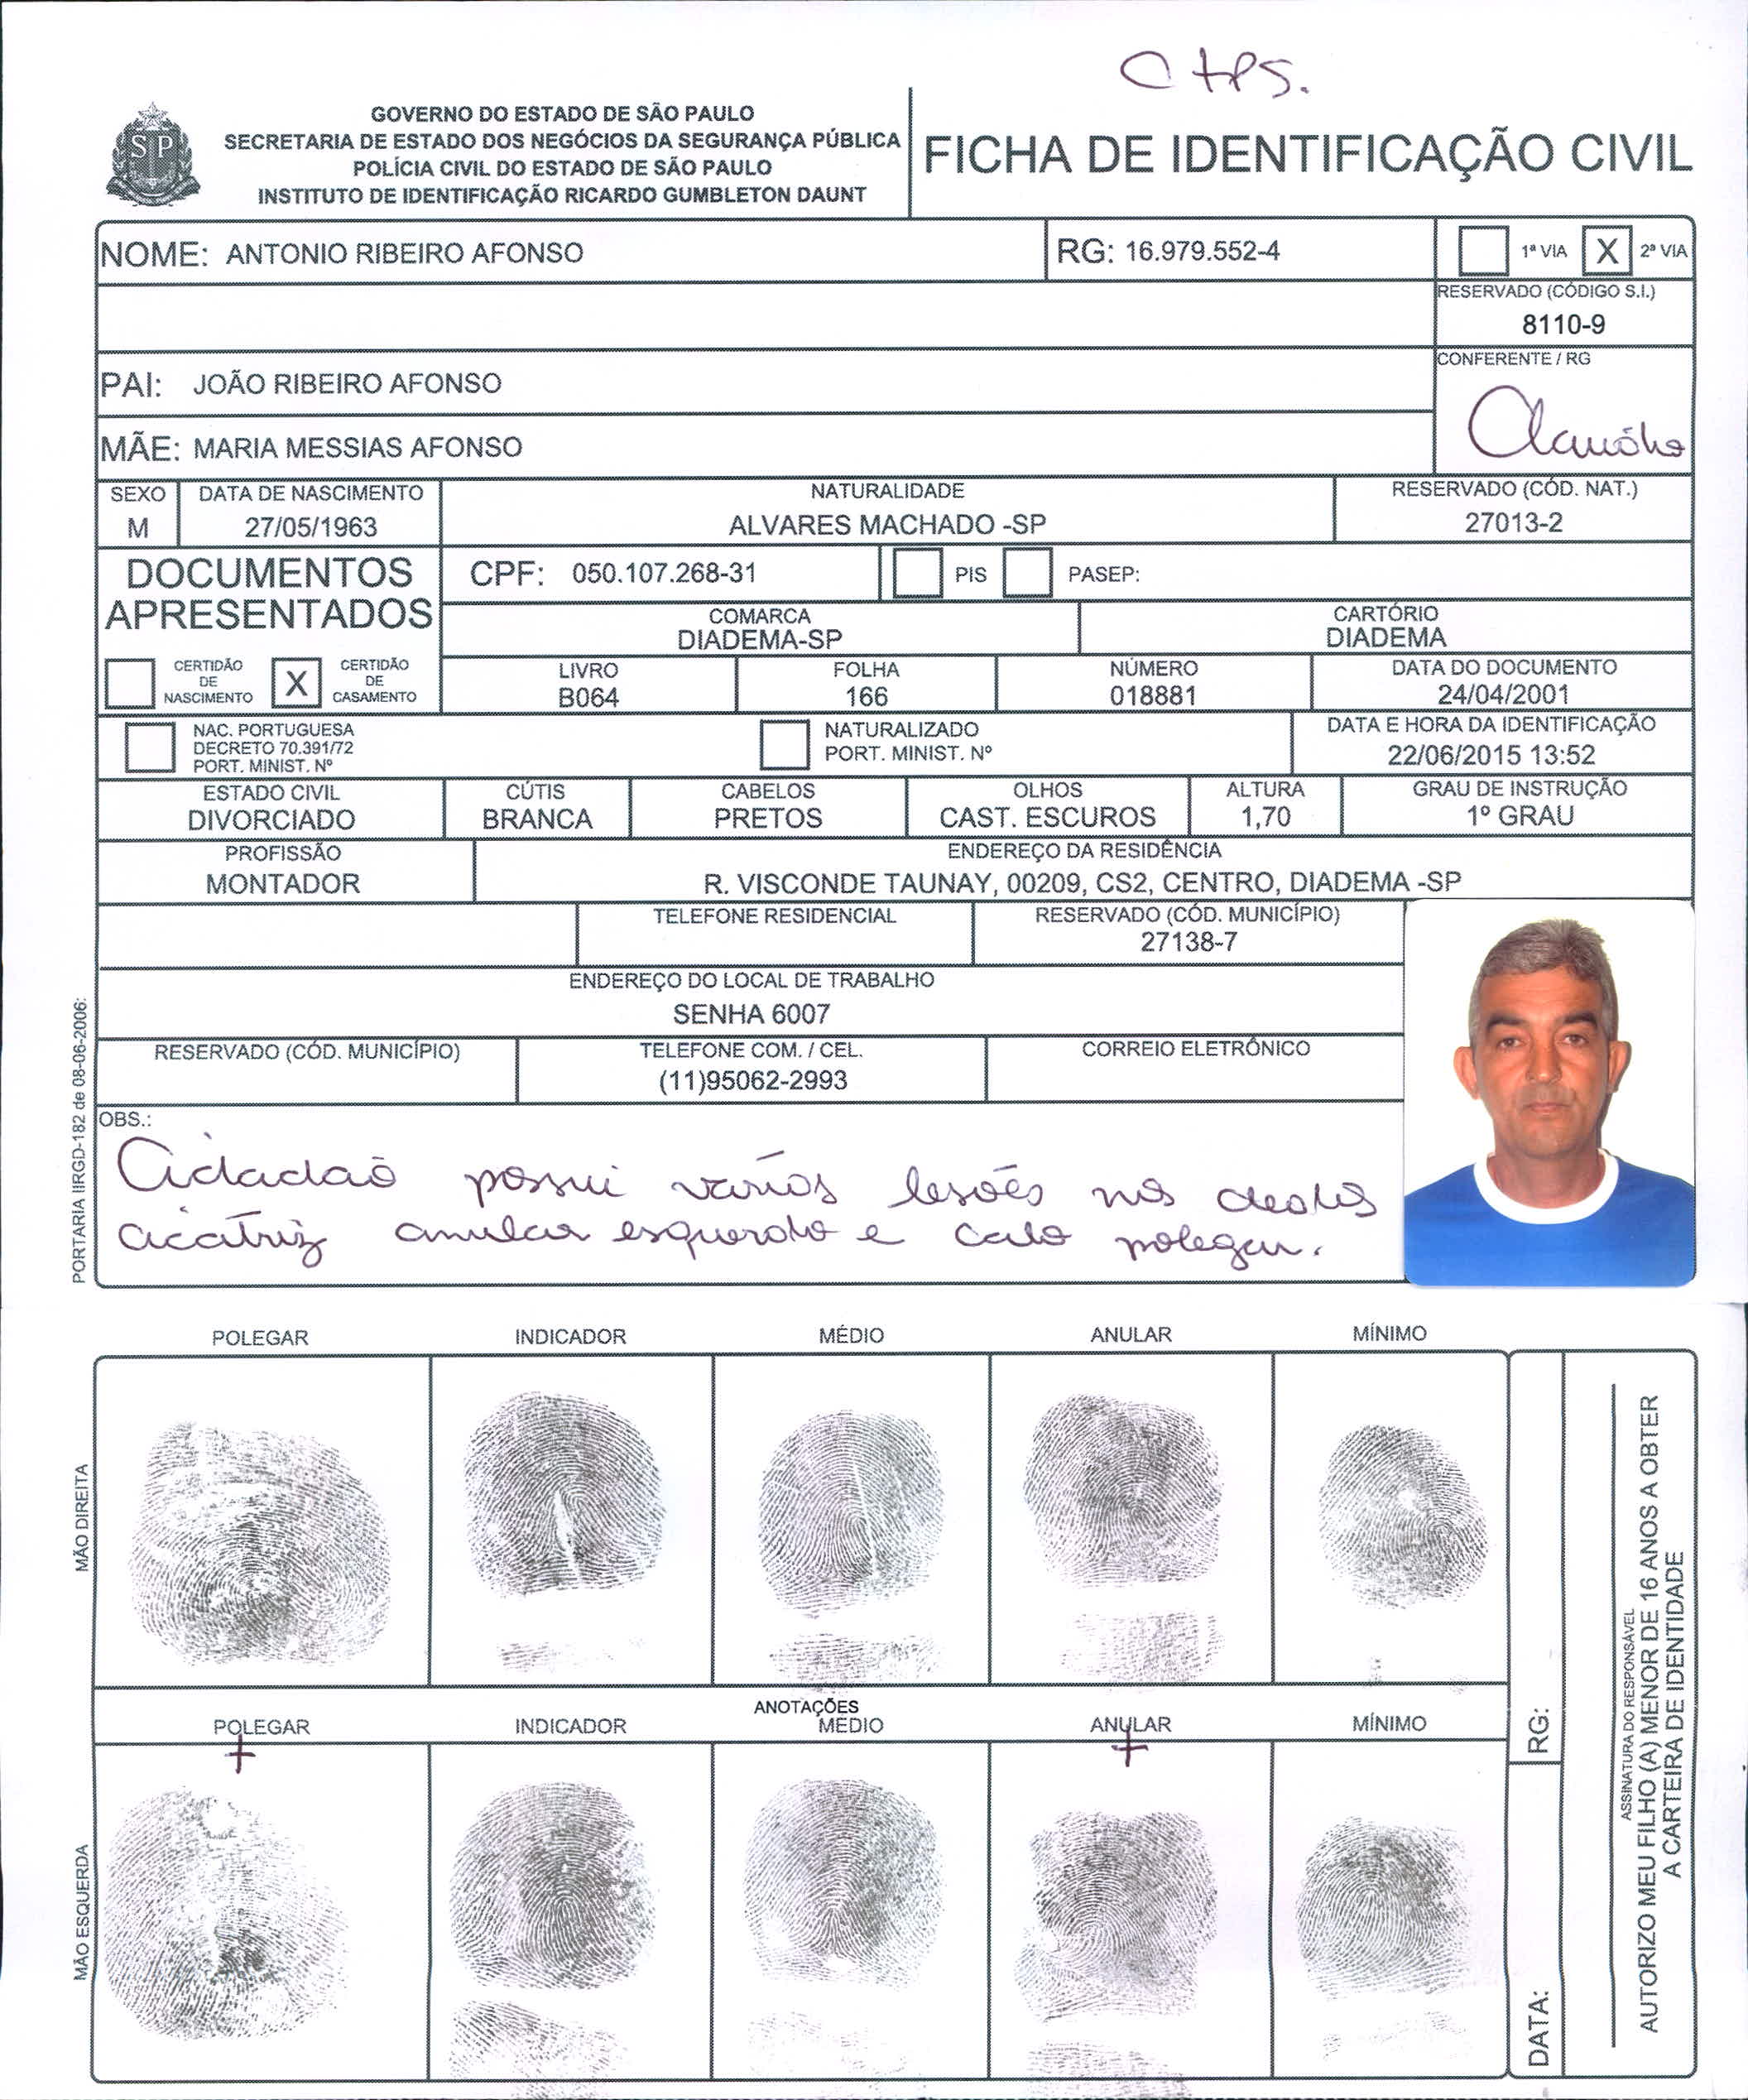 CTPS.
GOVERNO DO ESTADO DE SÃO PAULO
SECRETARIA DE ESTADO DOS NEGÓCIOS DA SEGURANÇA PÚBLICA
POLÍCIA CIVIL DO ESTADO DE SÃO PAULO
INSTITUTO DE IDENTIFICAÇÃO RICARDO GUMBLETON DAUNT
SP
FICHA DE IDENTIFICAÇÃO CIVIL
NOME: ANTONIO RIBEIRO AFONSO
RG: 16.979.552-4
1ª VIA X 2ª VIA
RESERVADO (CÓDIGO S.I.)
8110-9
PAI: JOÃO RIBEIRO AFONSO
CONFERENTE / RG
MÃE: MARIA MESSIAS AFONSO
SEXO
M
DATA DE NASCIMENTO
27/05/1963
NATURALIDADE
ALVARES MACHADO -SP
RESERVADO (CÓD. NAT.)
27013-2
DOCUMENTOS
APRESENTADOS
CPF: 050.107.268-31
PIS
PASEP:
COMARCA
DIADEMA-SP
CARTÓRIO
DIADEMA
CERTIDÃO
DE
NASCIMENTO
X
CERTIDÃO
DE
CASAMENTO
LIVRO
B064
FOLHA
166
NÚMERO
018881
DATA DO DOCUMENTO
24/04/2001
NAC. PORTUGUESA
DECRETO 70.391/72
PORT. MINIST. Nº
NATURALIZADO
PORT. MINIST. Nº
DATA E HORA DA IDENTIFICAÇÃO
22/06/2015 13:52
ESTADO CIVIL
DIVORCIADO
CÚTIS
BRANCA
CABELOS
PRETOS
OLHOS
CAST. ESCUROS
ALTURA
1,70
GRAU DE INSTRUÇÃO
1º GRAU
PROFISSÃO
MONTADOR
ENDEREÇO DA RESIDÊNCIA
R. VISCONDE TAUNAY, 00209, CS2, CENTRO, DIADEMA -SP
TELEFONE RESIDENCIAL
RESERVADO (CÓD. MUNICÍPIO)
27138-7
ENDEREÇO DO LOCAL DE TRABALHO
SENHA 6007
RESERVADO (CÓD. MUNICÍPIO)
TELEFONE COM. / CEL.
(11)95062-2993
CORREIO ELETRÔNICO
OBS.:
Cidadão possui varios lesões nos dedos
cicatriz anular esquerdo e calo polegar.
PORTARIA IIRGD-182 de 08-06-2006:
POLEGAR INDICADOR MÉDIO ANULAR MÍNIMO
MÃO DIREITA
ANOTAÇÕES
POLEGAR INDICADOR MÉDIO ANULAR MÍNIMO
MÃO ESQUERDA
RG:
DATA:
ASSINATURA DO RESPONSÁVEL
AUTORIZO MEU FILHO (A) MENOR DE 16 ANOS A OBTER
A CARTEIRA DE IDENTIDADE